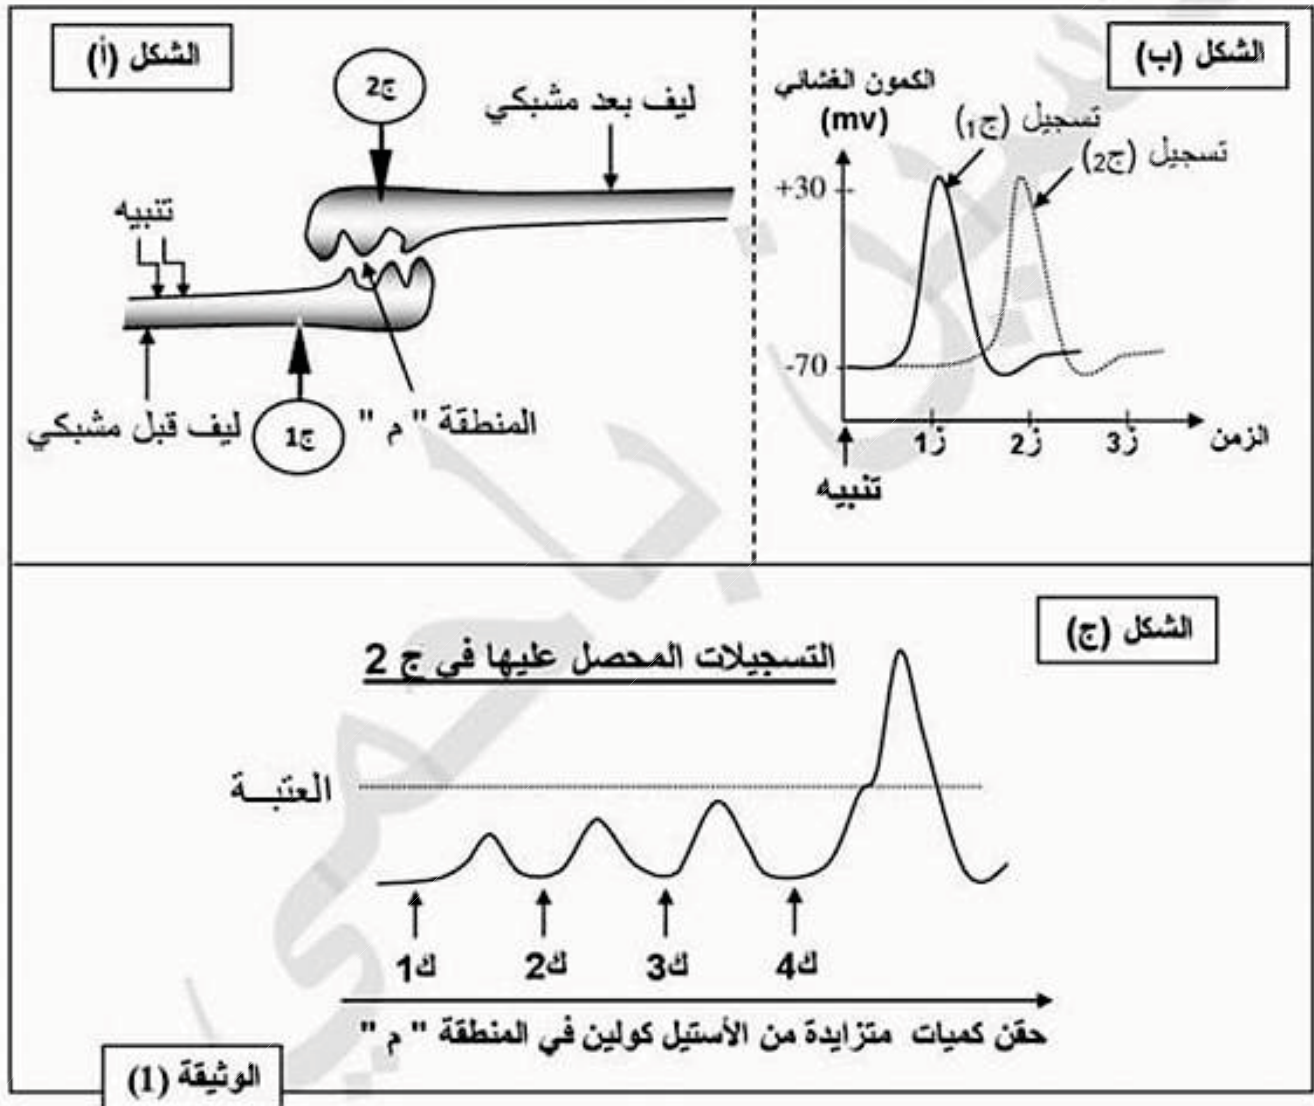 الشكل (أ)
ج2
ليف بعد مشبكي
تنبيه
ليف قبل مشبكي
ج1
المنطقة " م "
الشكل (ب)
الكمون الغشائي
(mv)
تسجيل (ج1)
تسجيل (ج2)
+30
-70
ز1 ز2 ز3
الزمن
تنبيه
الشكل (ج)
التسجيلات المحصل عليها في ج 2
العتبة
ك1 ك2 ك3 ك4
حقن كميات متزايدة من الأستيل كولين في المنطقة " م "
الوثيقة (1)